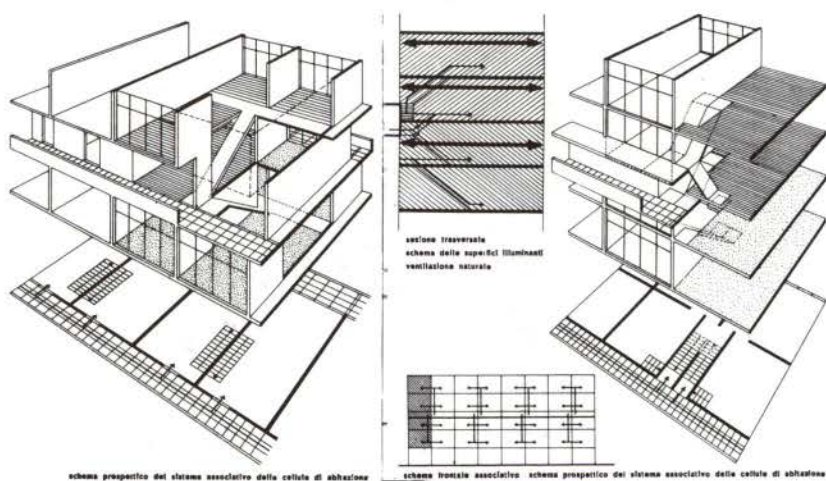 sezione trasversale
schema delle superfici illuminanti
ventilazione naturale
schema prospettico del sistema associativo delle cellule di abitazione
schema frontale associativo schema prospettico del sistema associativo delle cellule di abitazione